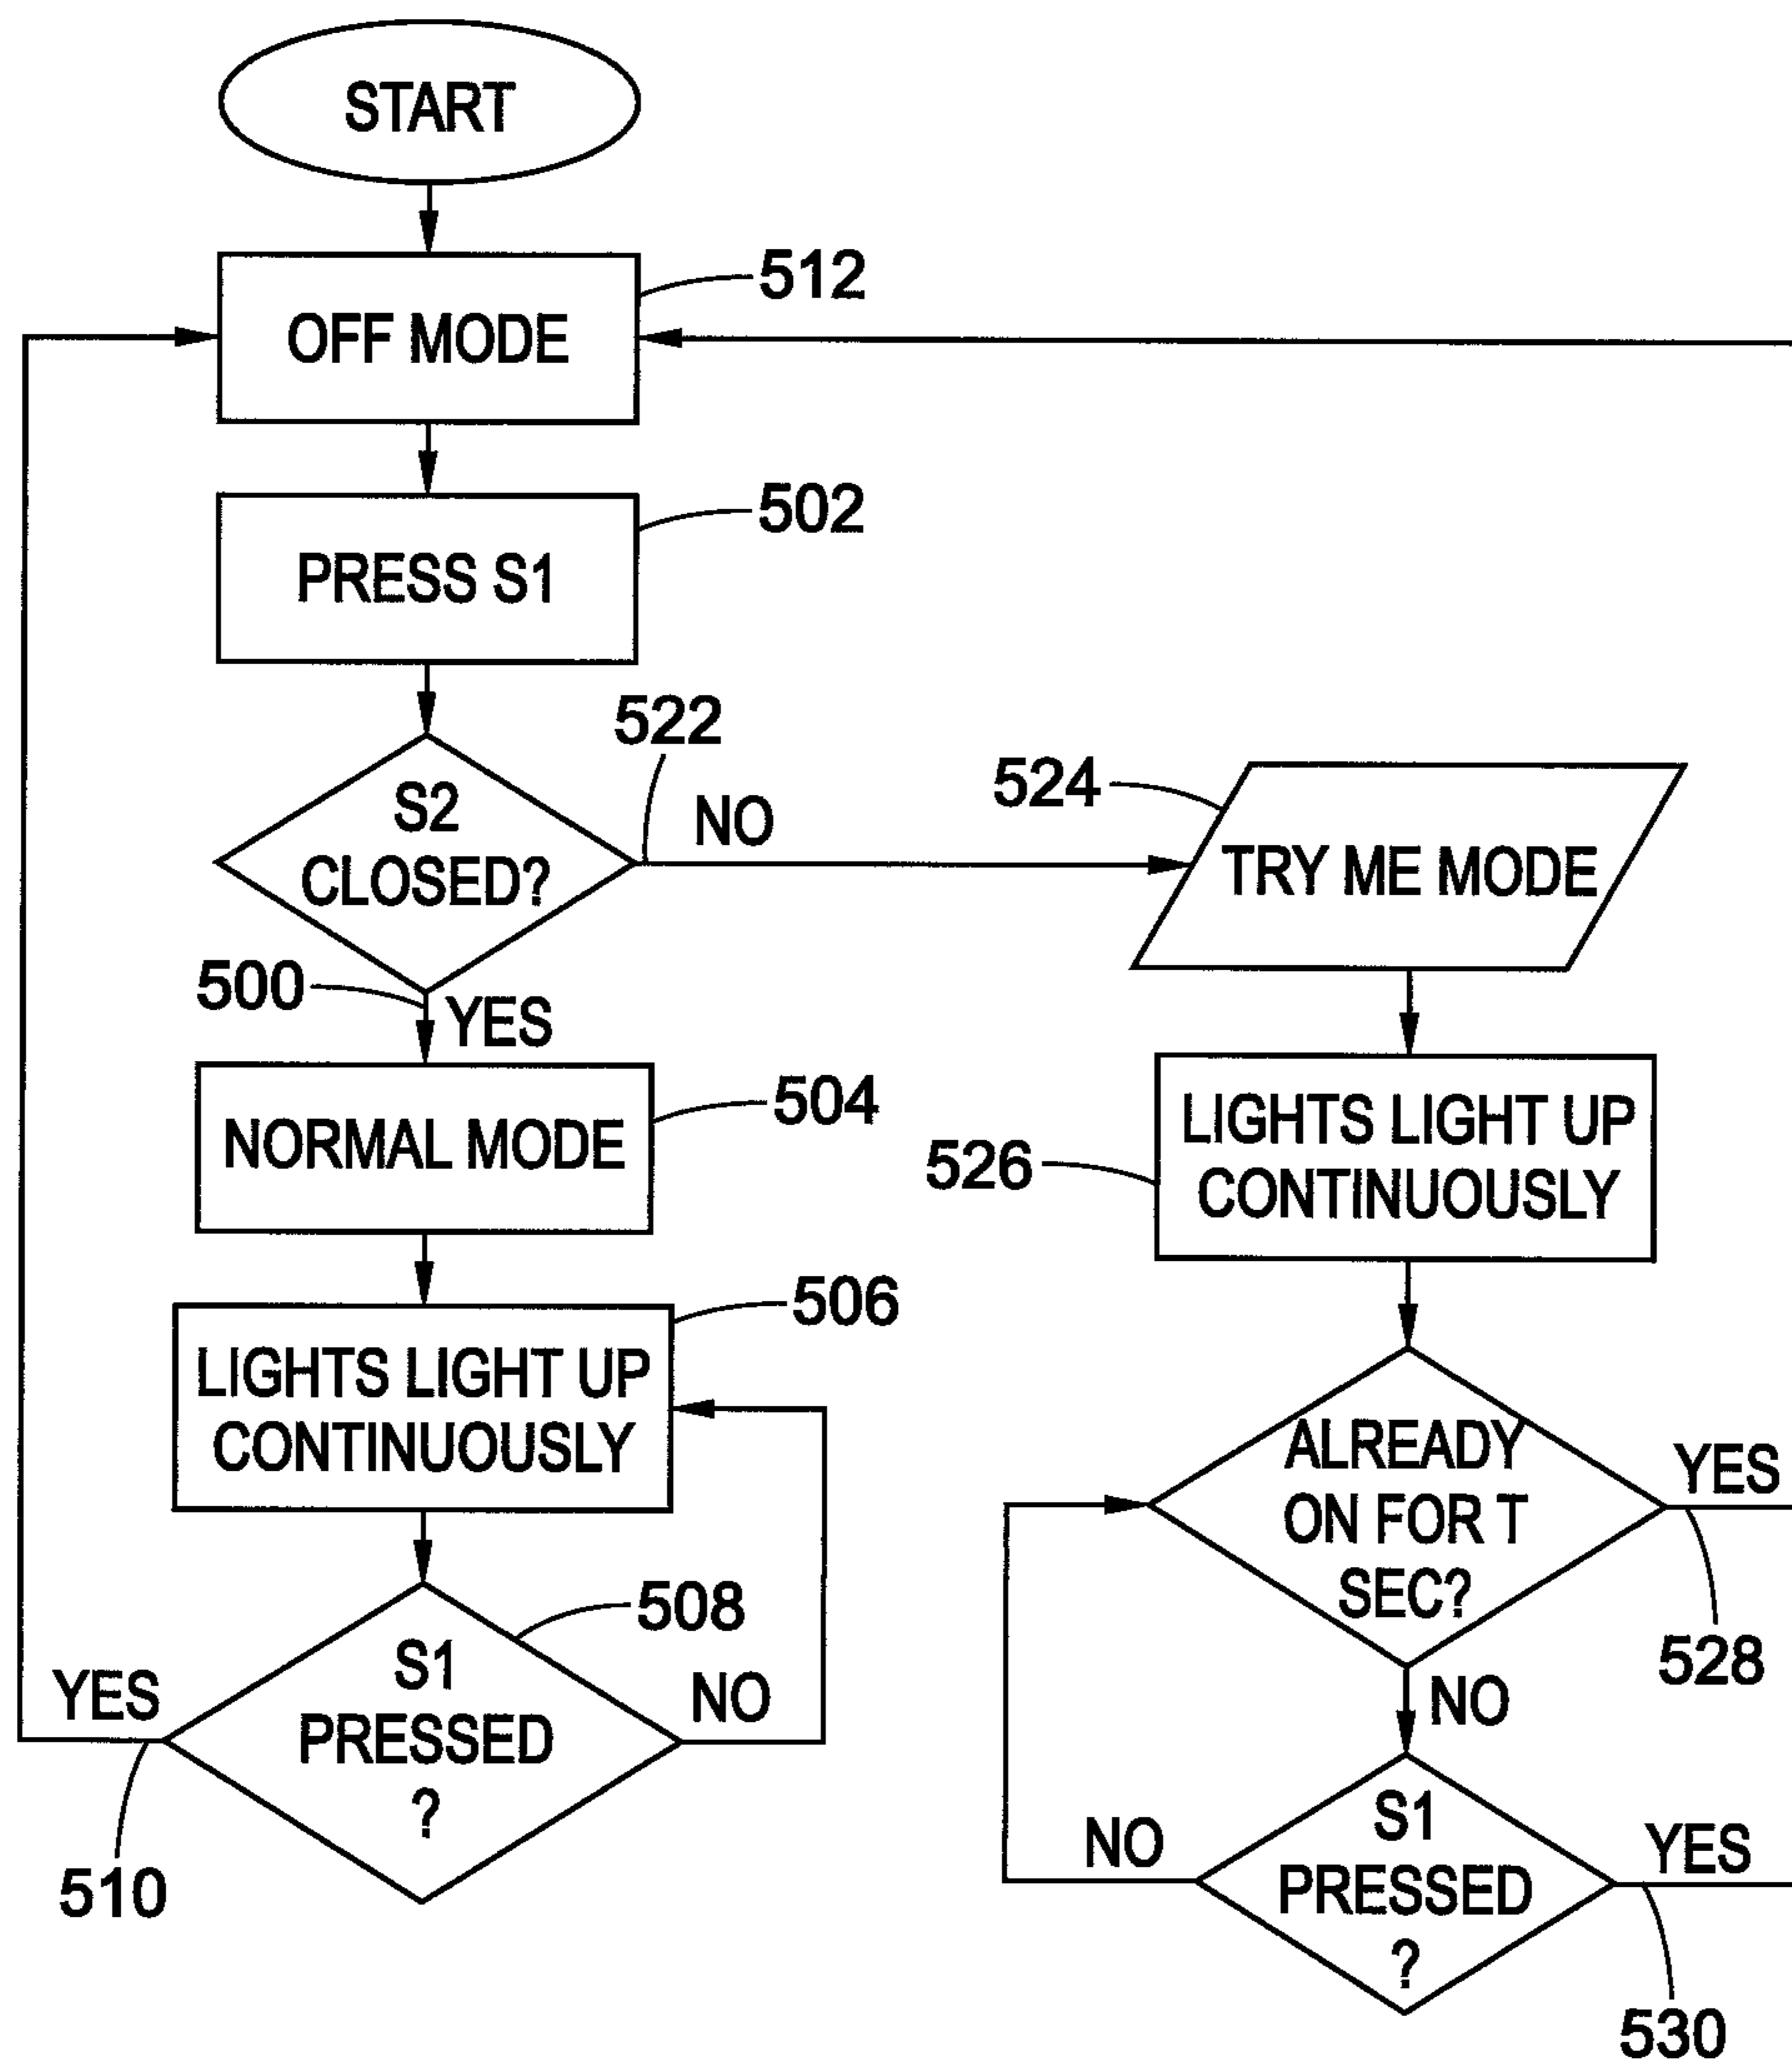 START
OFF MODE
512
PRESS S1
502
S2
CLOSED?
522
NO
500
YES
524
TRY ME MODE
NORMAL MODE
504
LIGHTS LIGHT UP
CONTINUOUSLY
526
LIGHTS LIGHT UP
CONTINUOUSLY
506
ALREADY
ON FOR T
SEC?
YES
528
NO
S1
PRESSED
?
508
YES
NO
510
S1
PRESSED
?
NO
YES
530